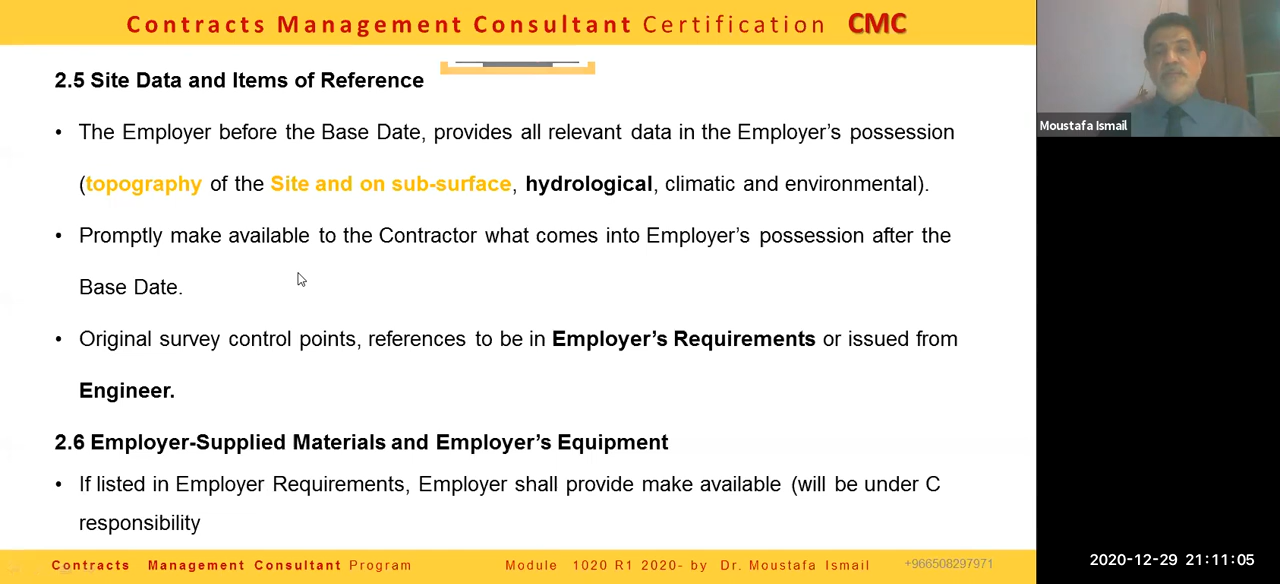 Contracts Management Consultant Certification CMC
2.5 Site Data and Items of Reference
• The Employer before the Base Date, provides all relevant data in the Employer's possession
(topography of the Site and on sub-surface, hydrological, climatic and environmental).
• Promptly make available to the Contractor what comes into Employer's possession after the
Base Date.
• Original survey control points, references to be in Employer's Requirements or issued from
Engineer.
2.6 Employer-Supplied Materials and Employer's Equipment
• If listed in Employer Requirements, Employer shall provide make available (will be under C
responsibility
Contracts Management Consultant Program Module 1020 R1 2020- by Dr. Moustafa Ismail +966508297971
Moustafa Ismail
2020-12-29 21:11:05